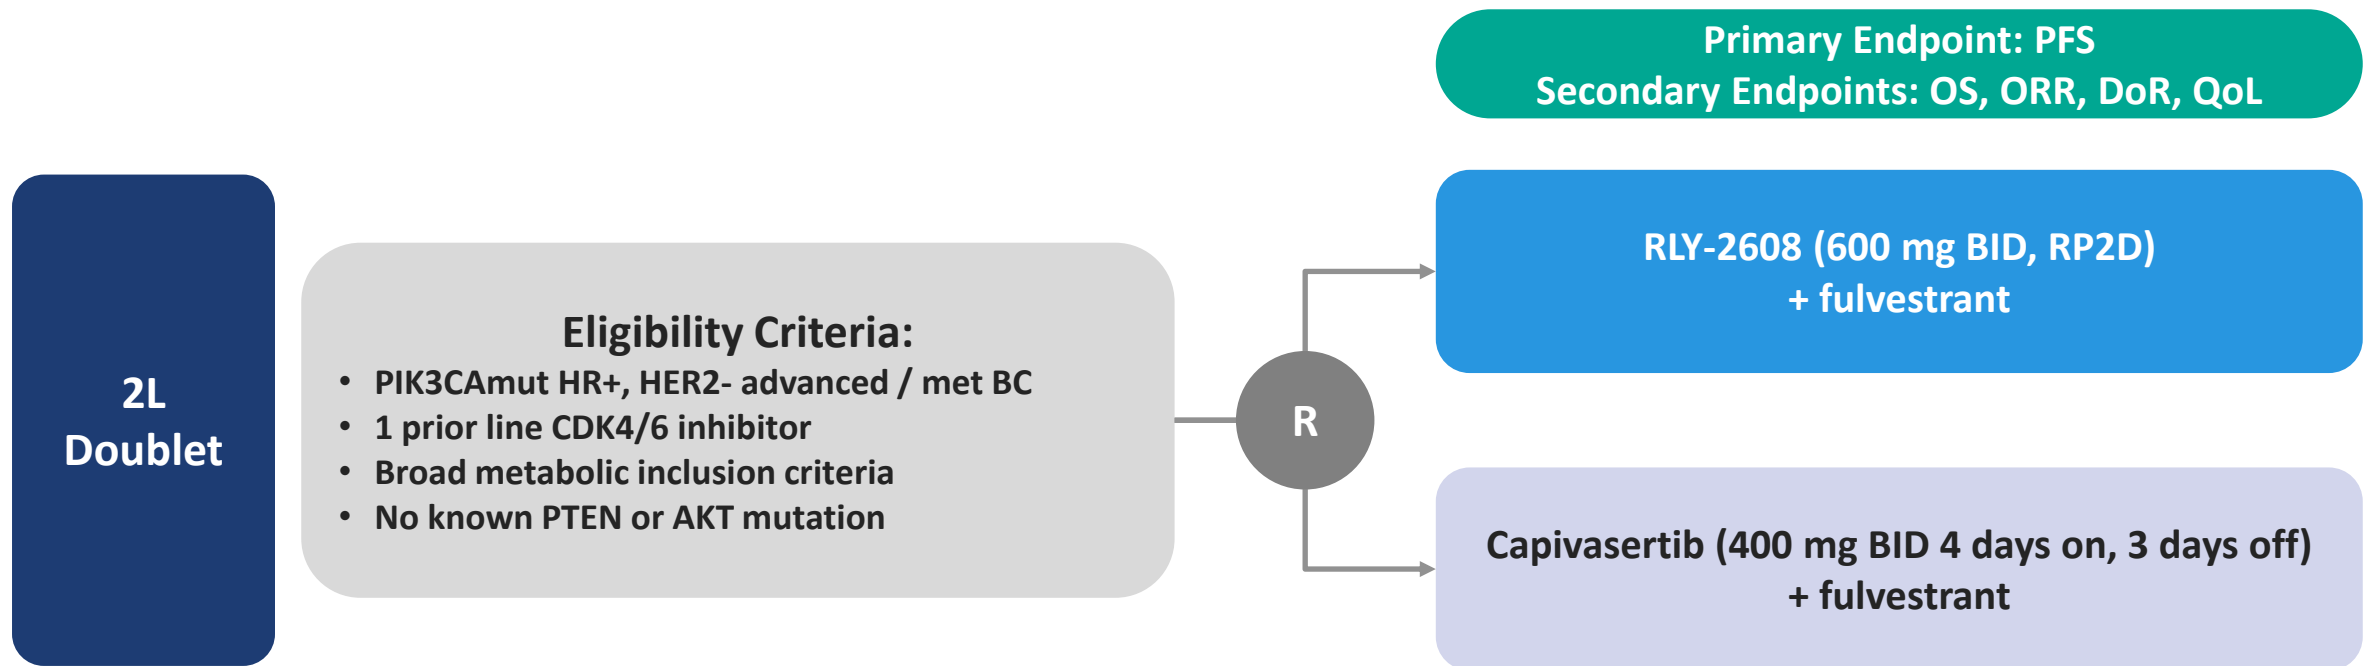 Primary Endpoint: PFS
Secondary Endpoints: OS, ORR, DoR, QoL
2L
Doublet
Eligibility Criteria:
• PIK3CAmut HR+, HER2- advanced / met BC
• 1 prior line CDK4/6 inhibitor
• Broad metabolic inclusion criteria
• No known PTEN or AKT mutation
R
RLY-2608 (600 mg BID, RP2D)
+ fulvestrant
Capivasertib (400 mg BID 4 days on, 3 days off)
+ fulvestrant